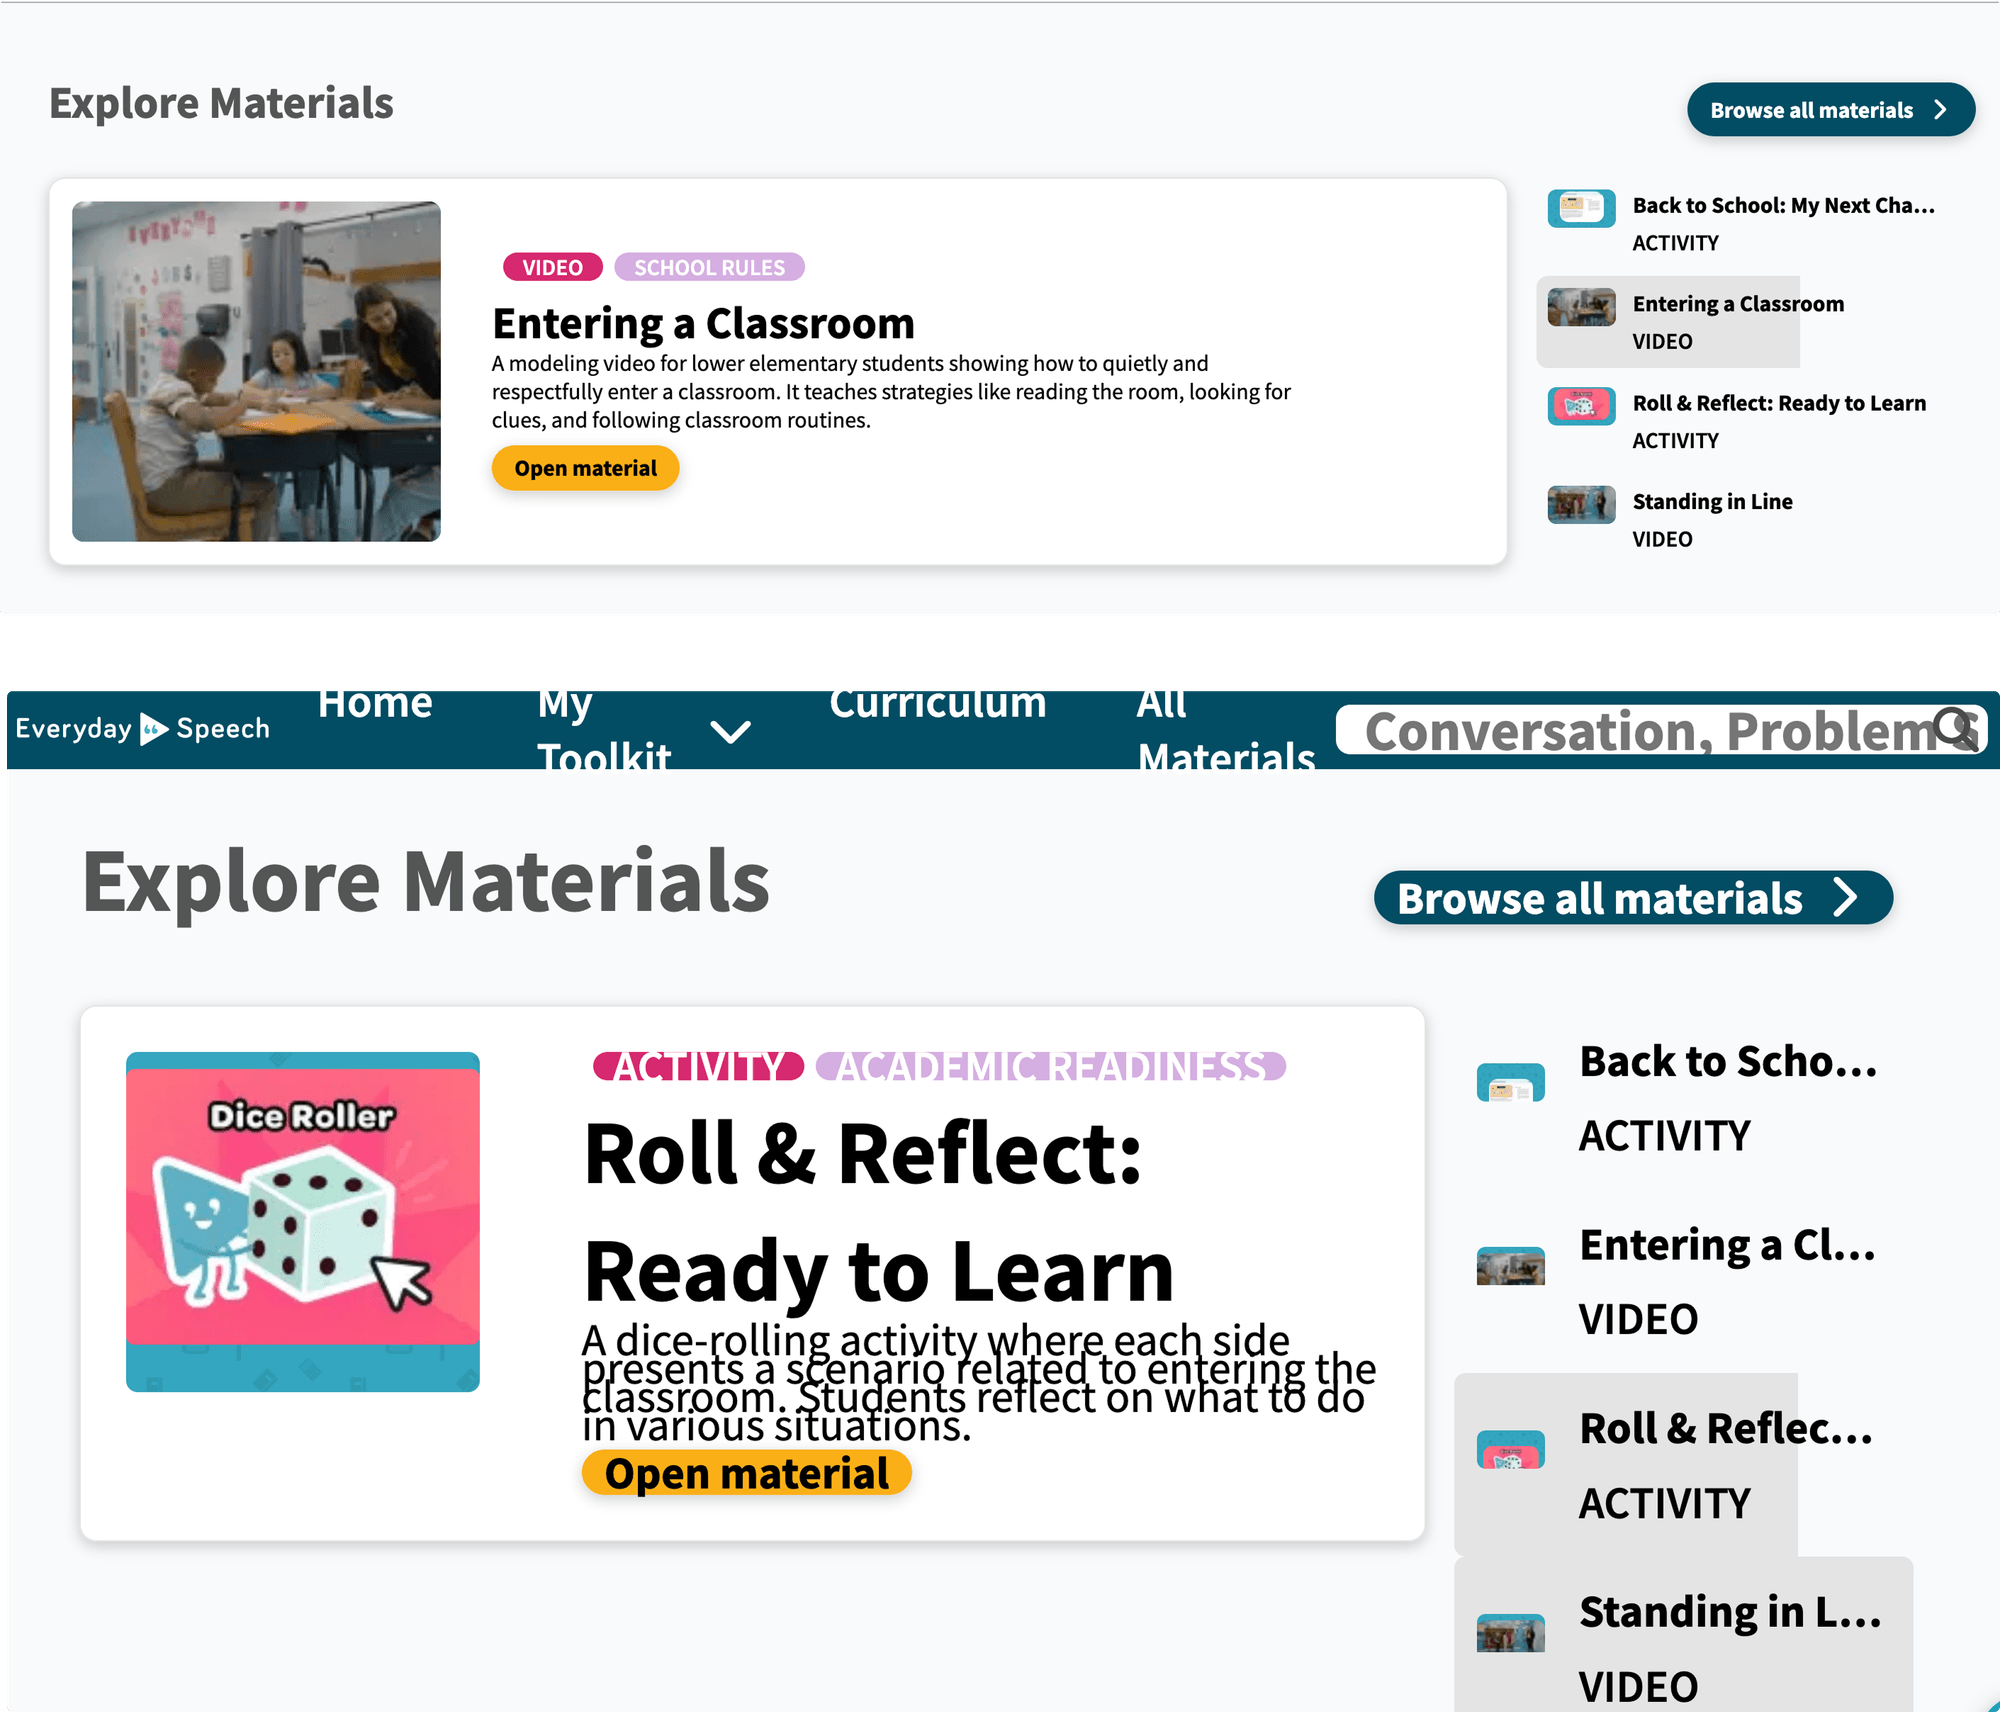 Explore Materials
Browse all materials
VIDEO
SCHOOL RULES
Entering a Classroom
A modeling video for lower elementary students showing how to quietly and
respectfully enter a classroom. It teaches strategies like reading the room, looking for
clues, and following classroom routines.
Open material
Back to School: My Next Cha...
ACTIVITY
Entering a Classroom
VIDEO
Roll & Reflect: Ready to Learn
ACTIVITY
Standing in Line
VIDEO
Everyday Speech
Home
My
Toolkit
Curriculum
All
Materials
Conversation, Problem S
Explore Materials
Browse all materials
Dice Roller
ACTIVITY
ACADEMIC READINESS
Roll & Reflect:
Ready to Learn
A dice-rolling activity where each side
presents a scenario related to entering the
classroom. Students reflect on what to do
in various situations.
Open material
Back to Scho...
ACTIVITY
Entering a Cl...
VIDEO
Roll & Reflec...
ACTIVITY
Standing in L...
VIDEO